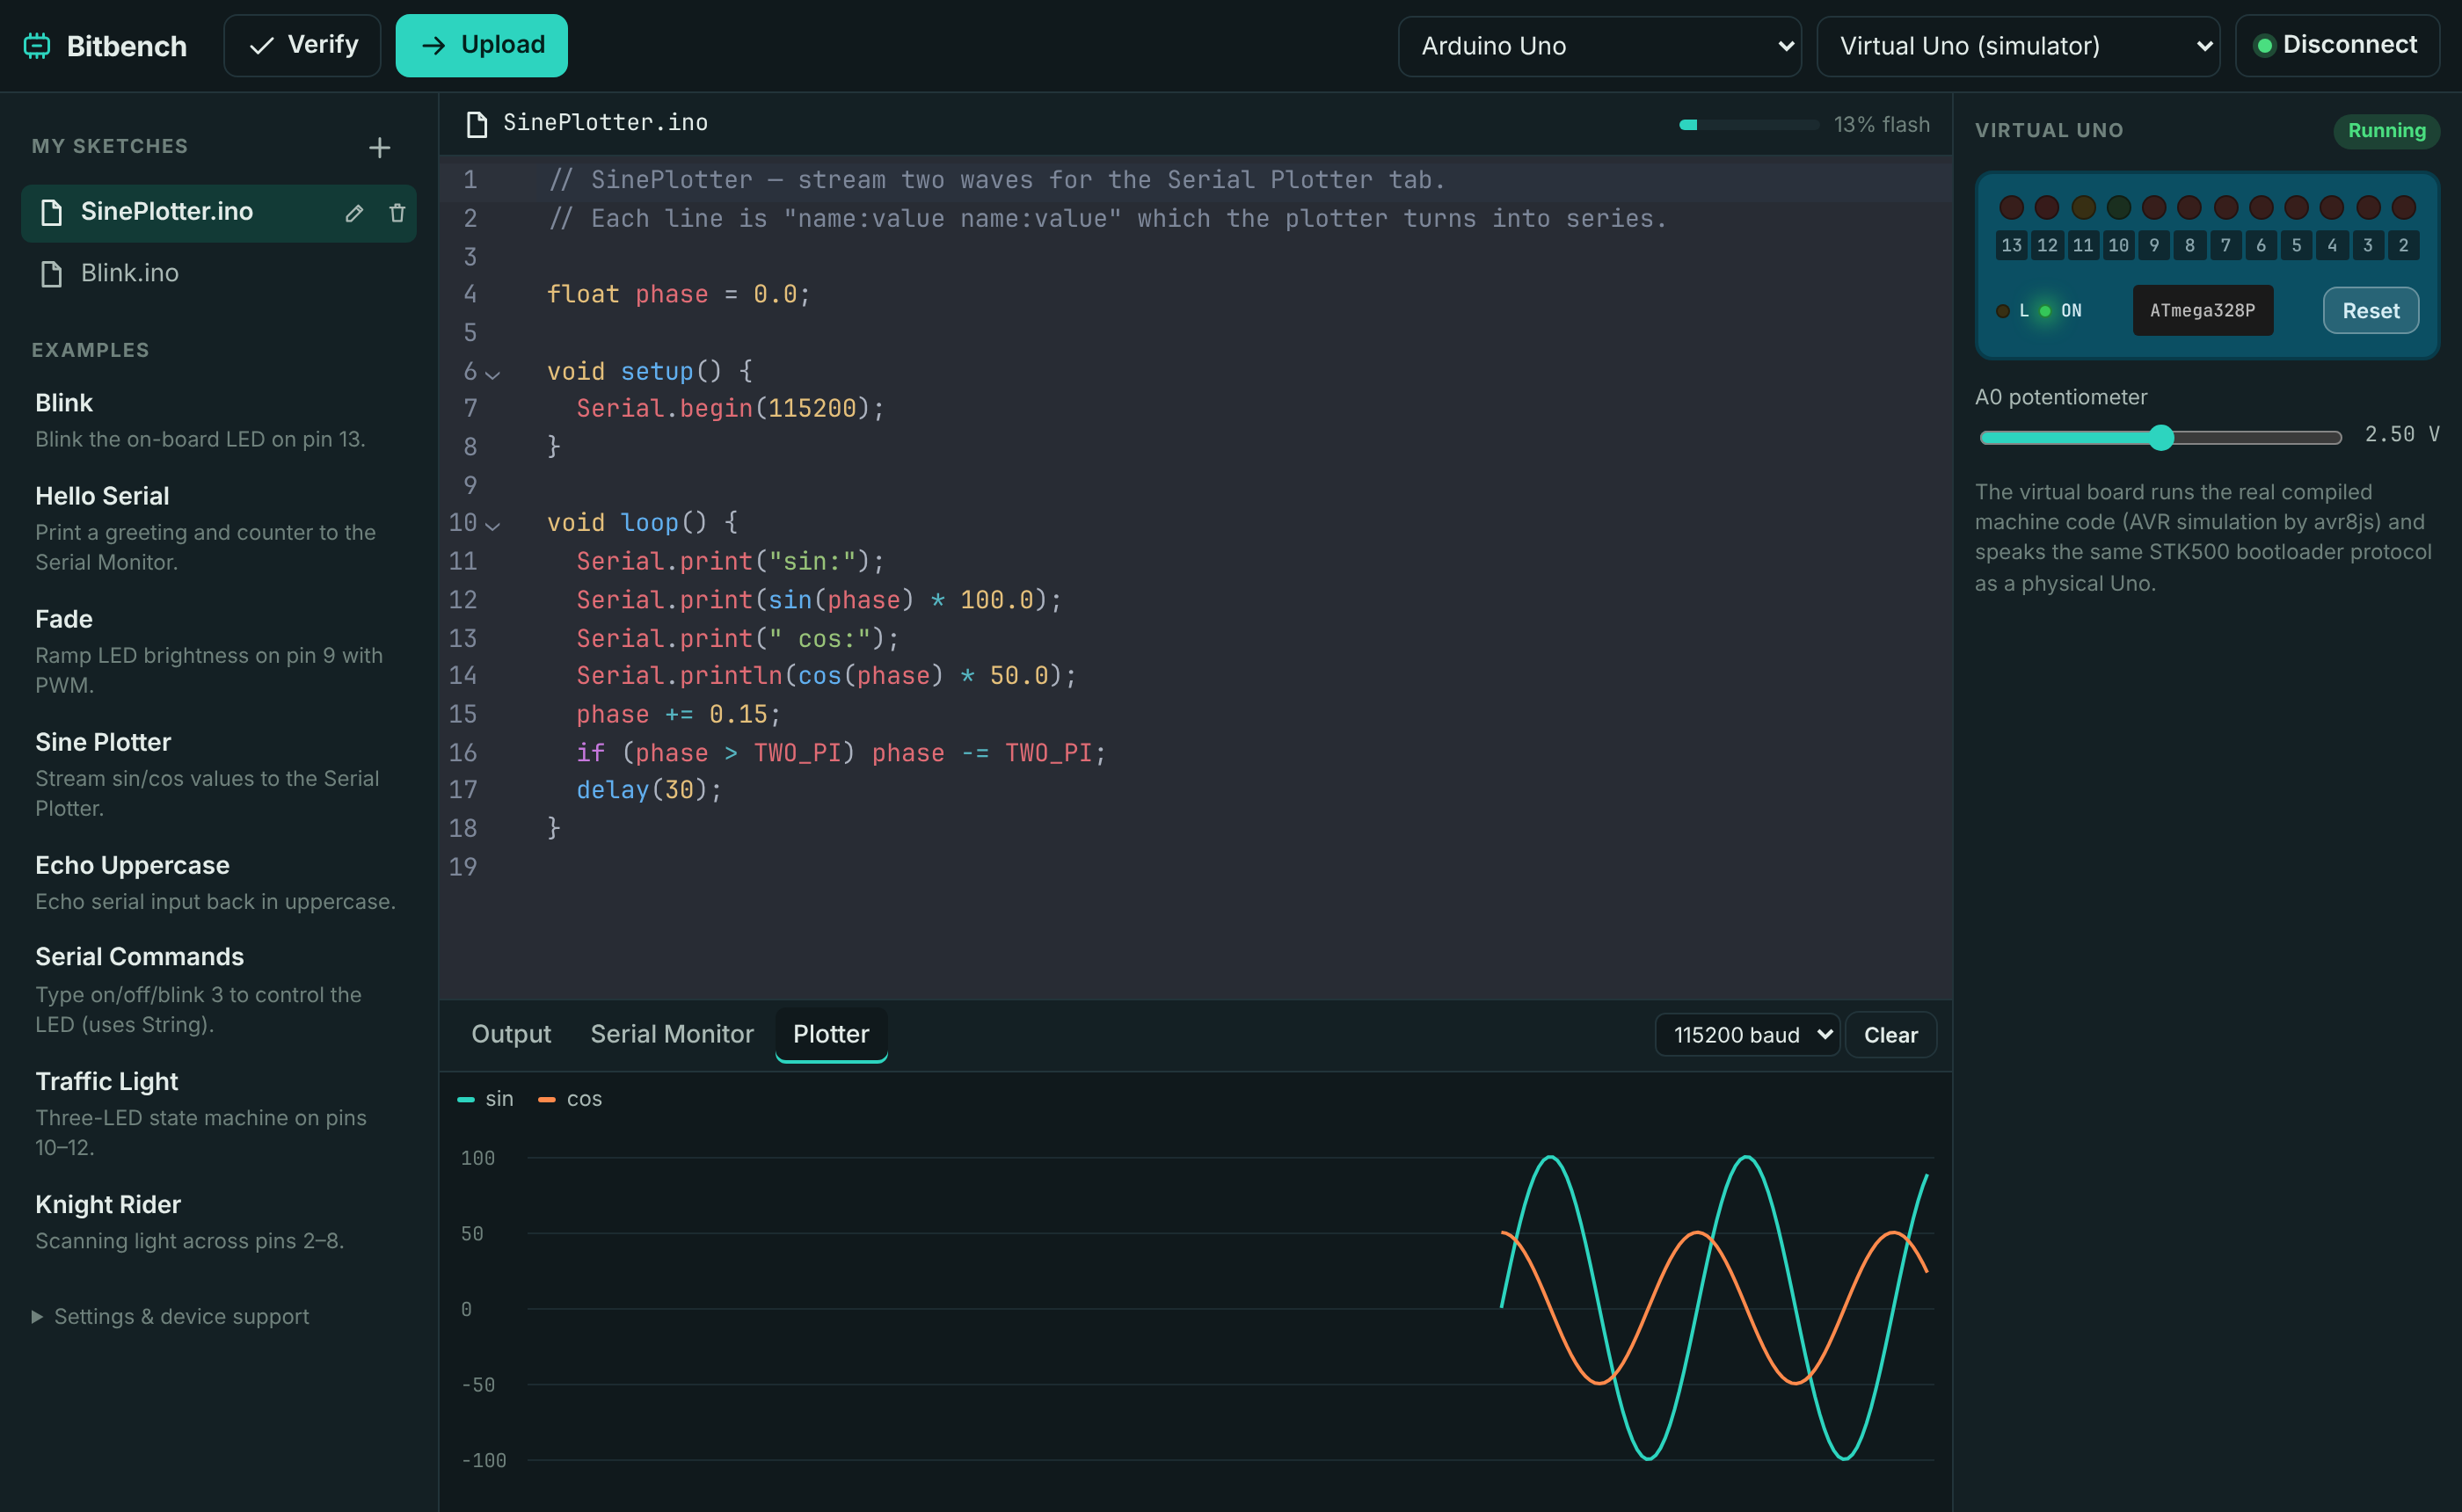 Bitbench
Verify
Upload
Arduino Uno
Virtual Uno (simulator)
Disconnect
MY SKETCHES
SinePlotter.ino
Blink.ino
EXAMPLES
Blink
Blink the on-board LED on pin 13.
Hello Serial
Print a greeting and counter to the
Serial Monitor.
Fade
Ramp LED brightness on pin 9 with
PWM.
Sine Plotter
Stream sin/cos values to the Serial
Plotter.
Echo Uppercase
Echo serial input back in uppercase.
Serial Commands
Type on/off/blink 3 to control the
LED (uses String).
Traffic Light
Three-LED state machine on pins
10–12.
Knight Rider
Scanning light across pins 2–8.
Settings & device support
SinePlotter.ino
13% flash
1 // SinePlotter — stream two waves for the Serial Plotter tab.
2 // Each line is "name:value name:value" which the plotter turns into series.
3
4 float phase = 0.0;
5
6 void setup() {
7   Serial.begin(115200);
8 }
9
10 void loop() {
11   Serial.print("sin:");
12   Serial.print(sin(phase) * 100.0);
13   Serial.print(" cos:");
14   Serial.println(cos(phase) * 50.0);
15   phase += 0.15;
16   if (phase > TWO_PI) phase -= TWO_PI;
17   delay(30);
18 }
19
Output
Serial Monitor
Plotter
115200 baud
Clear
sin
cos
100
50
0
-50
-100
VIRTUAL UNO
Running
13 12 11 10 9 8 7 6 5 4 3 2
L
ON
ATmega328P
Reset
A0 potentiometer
2.50 V
The virtual board runs the real compiled
machine code (AVR simulation by avr8js) and
speaks the same STK500 bootloader protocol
as a physical Uno.